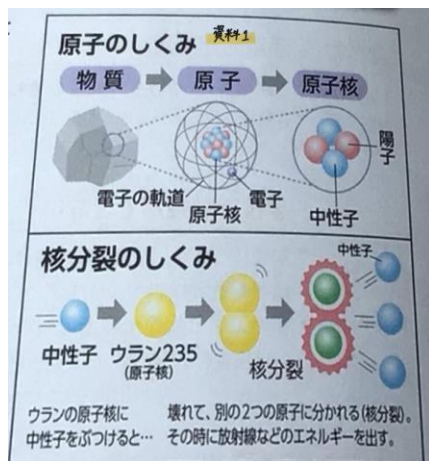 原子のしくみ 資料1
物質 原子 原子核
陽子
電子の軌道 電子
原子核 中性子
核分裂のしくみ
中性子
中性子 ウラン235
(原子核)
核分裂
ウランの原子核に 壊れて、別の2つの原子に分かれる(核分裂)。
中性子をぶつけると… その時に放射線などのエネルギーを出す。